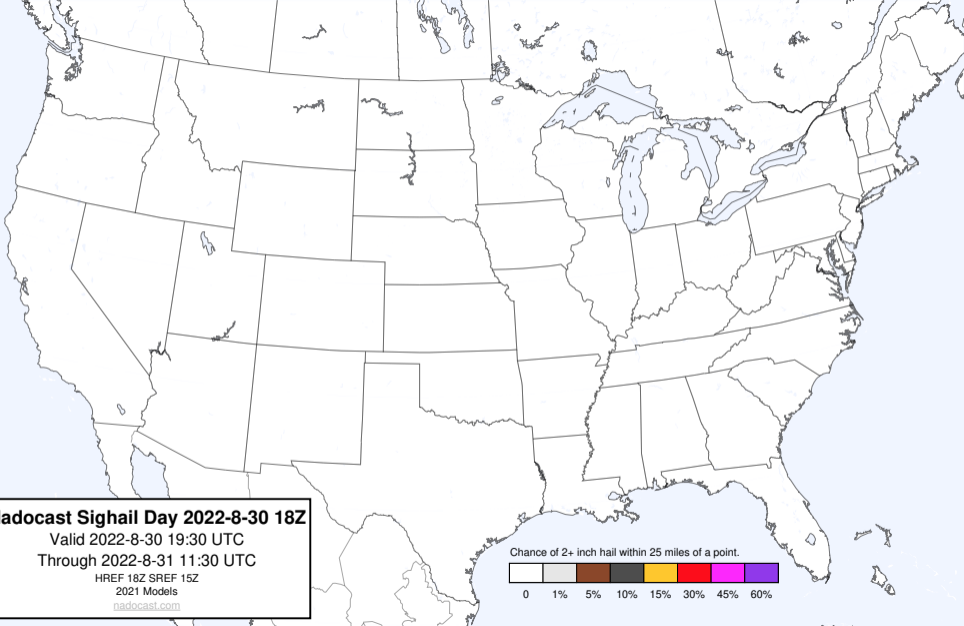 adocast Sighail Day 2022-8-30 18Z
Valid 2022-8-30 19:30 UTC
Through 2022-8-31 11:30 UTC
HREF 18Z SREF 15Z
2021 Models
nadocast.com
Chance of 2+ inch hail within 25 miles of a point.
0 1% 5% 10% 15% 30% 45% 60%